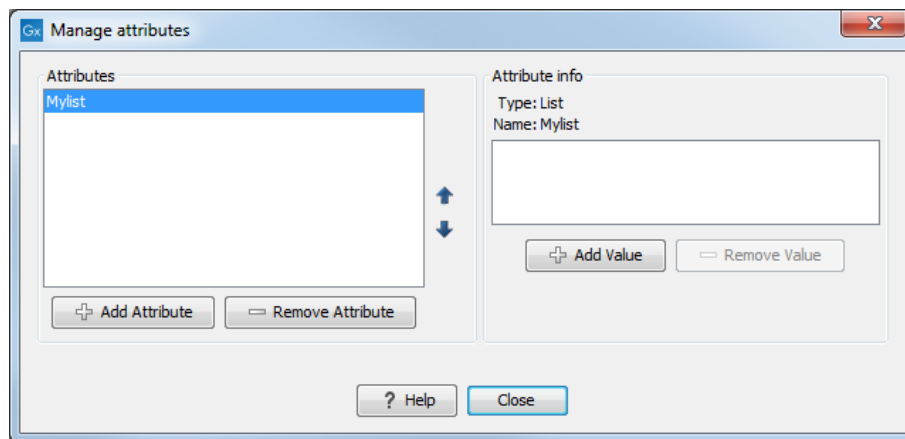 Gx Manage attributes
Attributes
Mylist
Add Attribute
Remove Attribute
Attribute info
Type: List
Name: Mylist
Add Value
Remove Value
? Help
Close